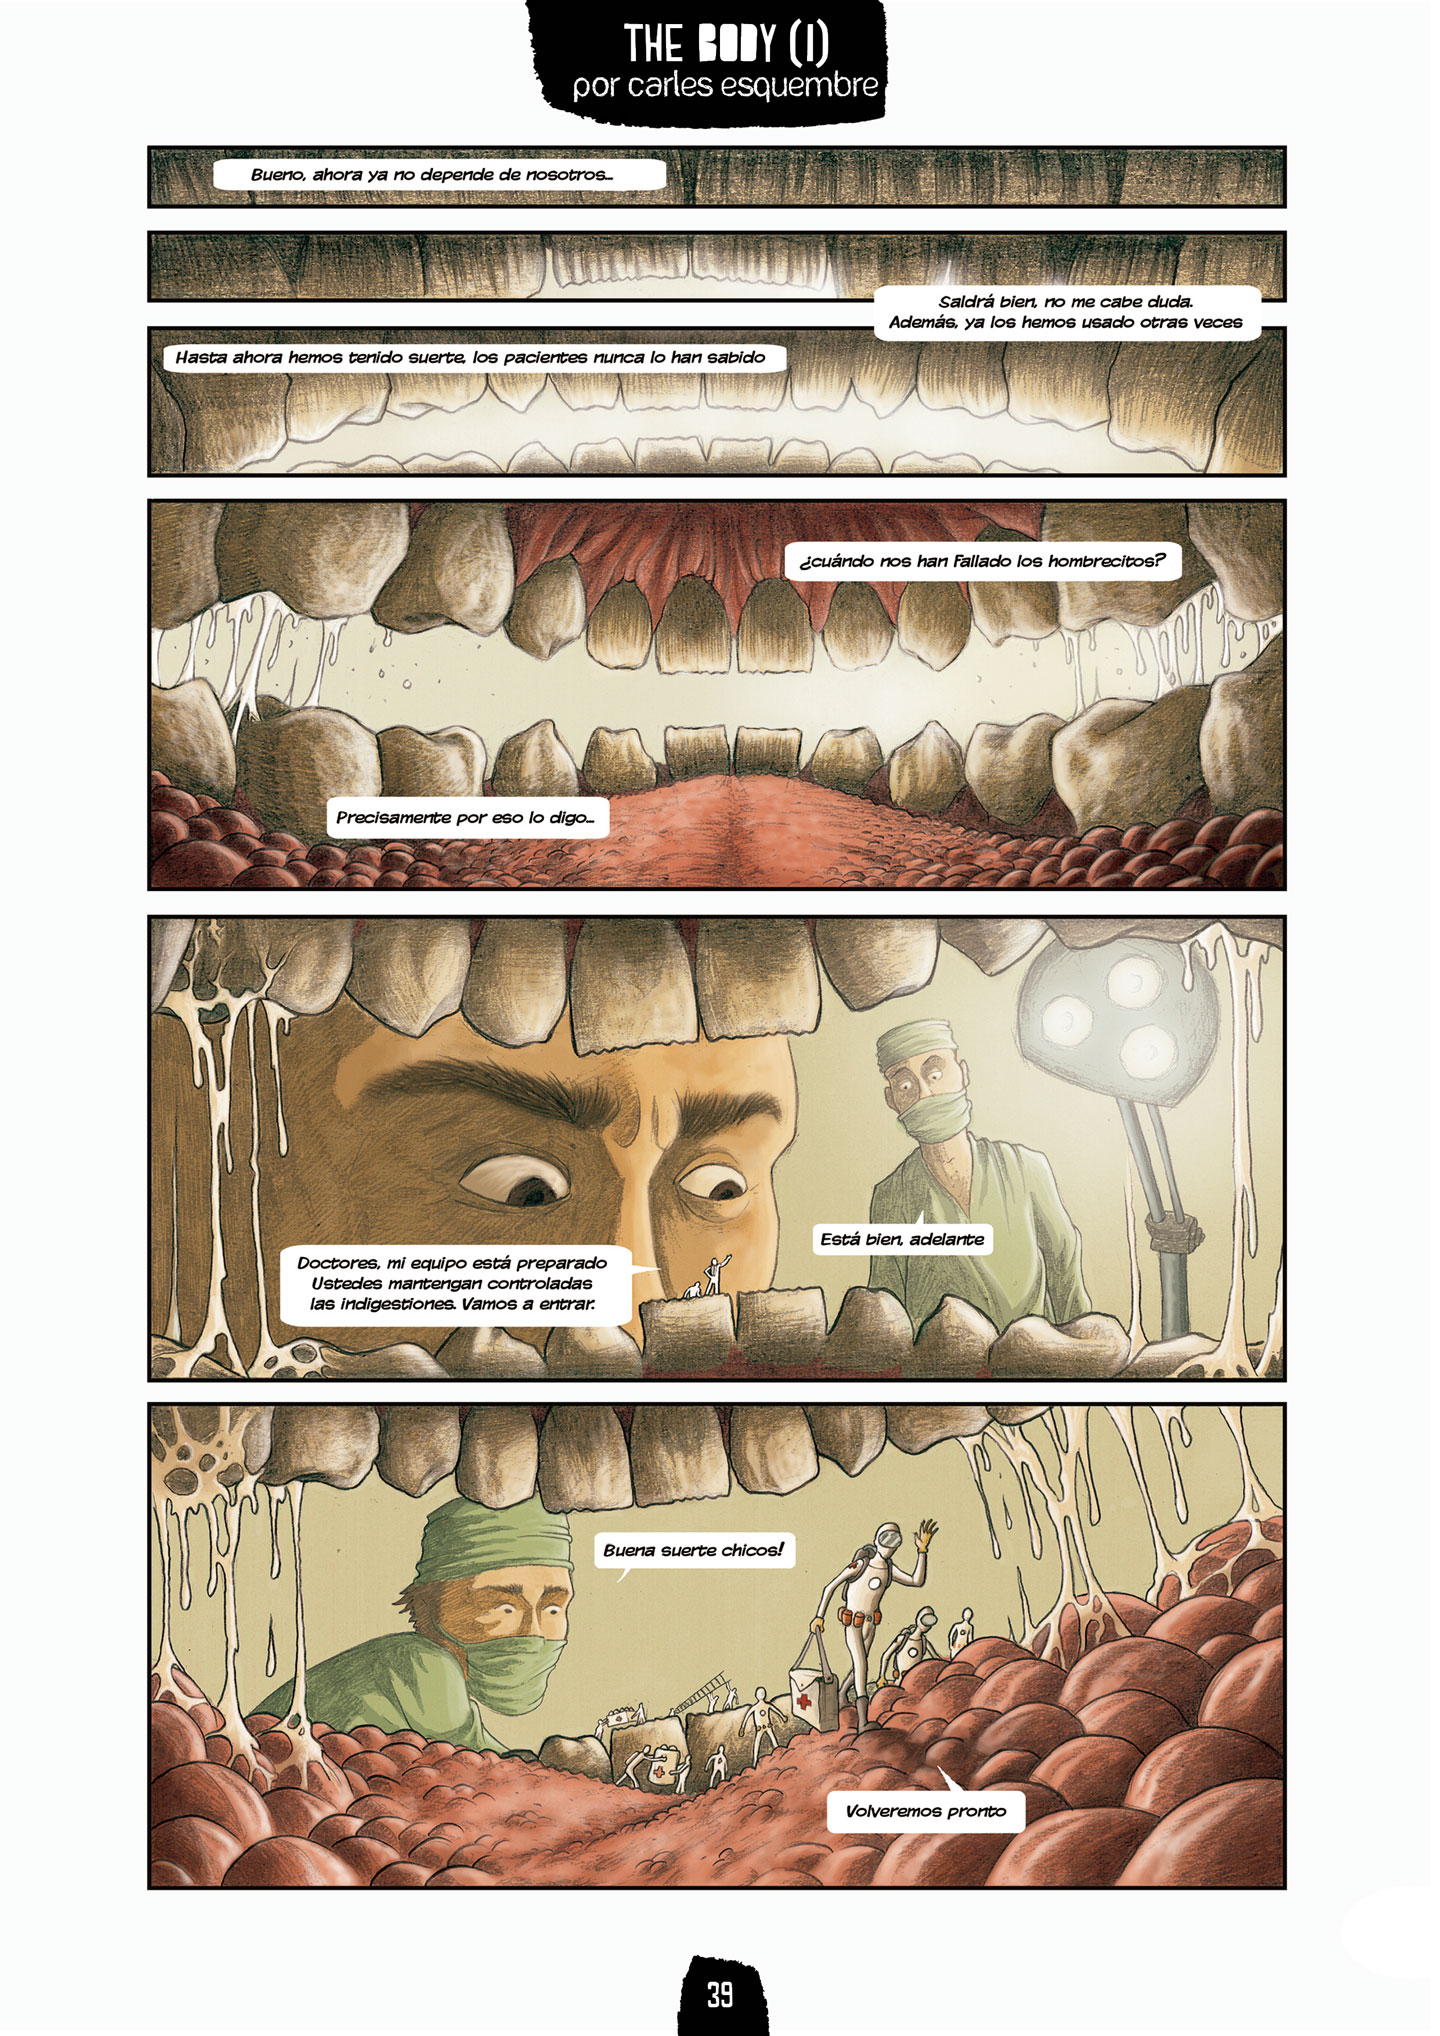 THE BODY (I)
por carles esquembre
Bueno, ahora ya no depende de nosotros...
Saldrá bien, no me cabe duda.
Además, ya los hemos usado otras veces
Hasta ahora hemos tenido suerte, los pacientes nunca lo han sabido
¿cuándo nos han Fallado los hombrecitos?
Precisamente por eso lo digo...
Doctores, mi equipo está preparado
Ustedes mantengan controladas
las indigestiones. Vamos a entrar.
Está bien, adelante
Buena suerte chicos!
Volveremos pronto
39